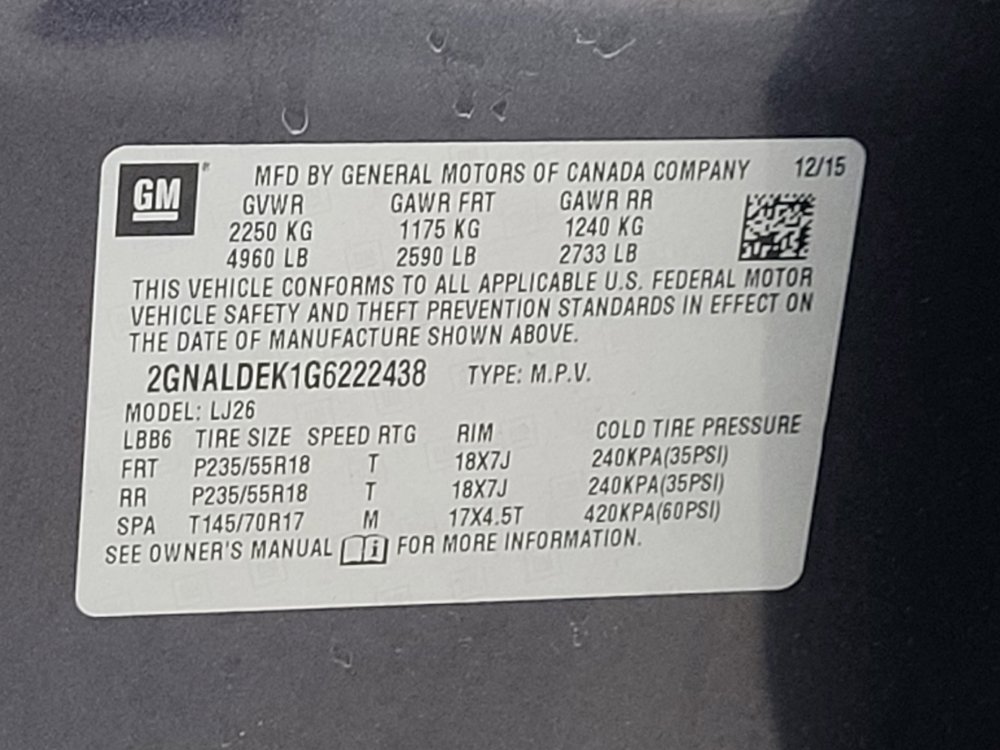 GM
MFD BY GENERAL MOTORS OF CANADA COMPANY 12/15
GVWR GAWR FRT GAWR RR
2250 KG 1175 KG 1240 KG
4960 LB 2590 LB 2733 LB
THIS VEHICLE CONFORMS TO ALL APPLICABLE U.S. FEDERAL MOTOR
VEHICLE SAFETY AND THEFT PREVENTION STANDARDS IN EFFECT ON
THE DATE OF MANUFACTURE SHOWN ABOVE.
2GNALDEK1G6222438 TYPE: M.P.V.
MODEL: LJ26
LBB6 TIRE SIZE SPEED RTG RIM COLD TIRE PRESSURE
FRT P235/55R18 T 18X7J 240KPA(35PSI)
RR P235/55R18 T 18X7J 240KPA(35PSI)
SPA T145/70R17 M 17X4.5T 420KPA(60PSI)
SEE OWNER'S MANUAL i FOR MORE INFORMATION.